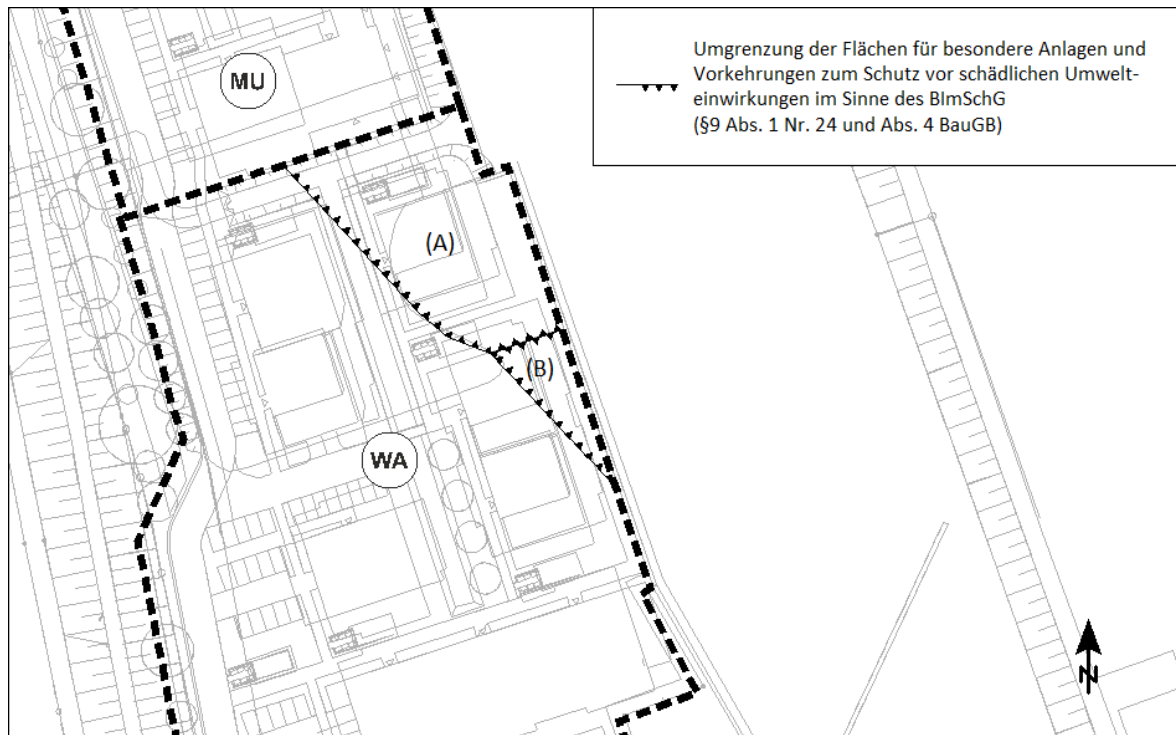 Umgrenzung der Flächen für besondere Anlagen und
Vorkehrungen zum Schutz vor schädlichen Umwelt-
einwirkungen im Sinne des BImSchG
(§9 Abs. 1 Nr. 24 und Abs. 4 BauGB)
MU
(A)
(B)
WA
N